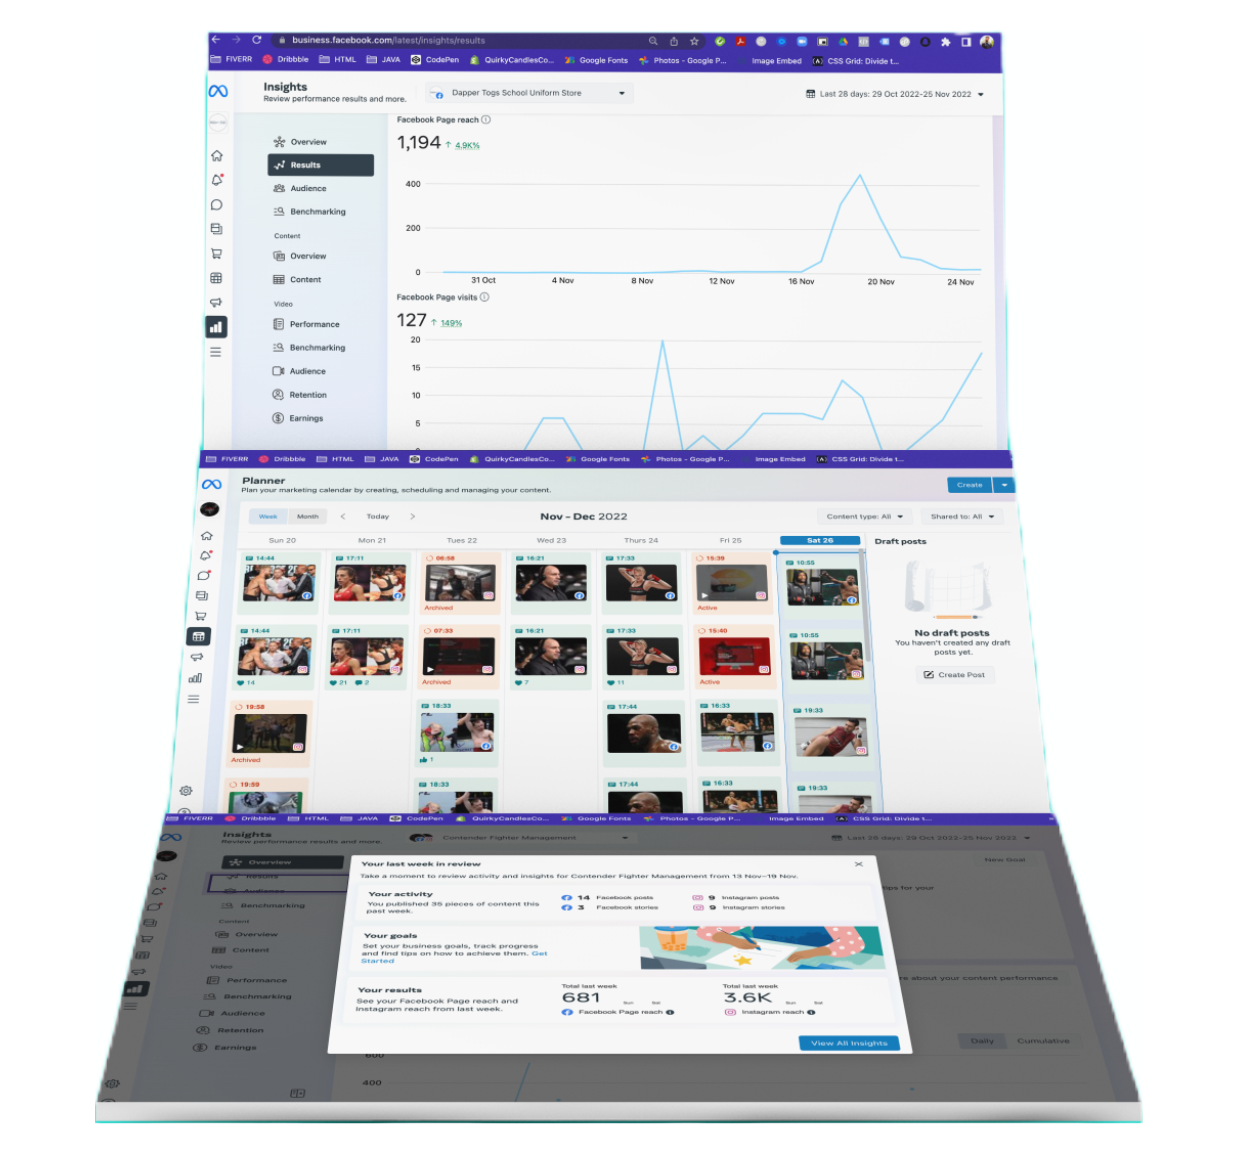 business.facebook.com/latest/insights/results
FIVERR Dribbble HTML JAVA CodePen QuirkyCandlesCo... Google Fonts Photos - Google P... Image Embed CSS Grid: Divide t...
Insights
Review performance results and more.
Dapper Togs School Uniform Store
Last 28 days: 29 Oct 2022-25 Nov 2022
Overview
Results
Audience
Benchmarking
Content
Overview
Content
Video
Performance
Benchmarking
Audience
Retention
Earnings
Facebook Page reach
1,194 ↑ 4.9K%
400
200
0
31 Oct 4 Nov 8 Nov 12 Nov 16 Nov 20 Nov 24 Nov
Facebook Page visits
127 ↑ 149%
20
15
10
5
FIVERR Dribbble HTML JAVA CodePen QuirkyCandlesCo... Google Fonts Photos - Google P... Image Embed CSS Grid: Divide t...
Planner
Plan your marketing calendar by creating, scheduling and managing your content.
Create
Week Month < Today > Nov – Dec 2022 Content type: All Shared to: All
Sun 20 Mon 21 Tues 22 Wed 23 Thurs 24 Fri 25 Sat 26
14:44 17:11 06:58 16:21 17:33 15:39 10:55
Archived Active
14:44 17:11 07:33 16:21 17:33 15:40 10:55
14 21 2 Archived 7 11 Active
19:58 18:33 17:44 16:33 19:33
Archived 1
19:59 18:33 17:44 16:33 19:33
Draft posts
No draft posts
You haven't created any draft
posts yet.
Create Post
FIVERR Dribbble HTML JAVA CodePen QuirkyCandlesCo... Google Fonts Photos - Google P... Image Embed CSS Grid: Divide t...
Insights
Review performance results and more.
Contender Fighter Management
Last 28 days: 29 Oct 2022-25 Nov 2022
New Goal
Overview
Results
Audience
Benchmarking
Content
Overview
Content
Video
Performance
Benchmarking
Audience
Retention
Earnings
tips for your
re about your content performance
Daily Cumulative
600
400
Your last week in review
Take a moment to review activity and insights for Contender Fighter Management from 13 Nov–19 Nov.
Your activity
You published 35 pieces of content this
past week.
14 Facebook posts 9 Instagram posts
3 Facebook stories 9 Instagram stories
Your goals
Set your business goals, track progress
and find tips on how to achieve them. Get
Started
Your results
See your Facebook Page reach and
Instagram reach from last week.
Total last week
681 Sun Sat
Facebook Page reach
Total last week
3.6K Sun Sat
Instagram reach
View All Insights